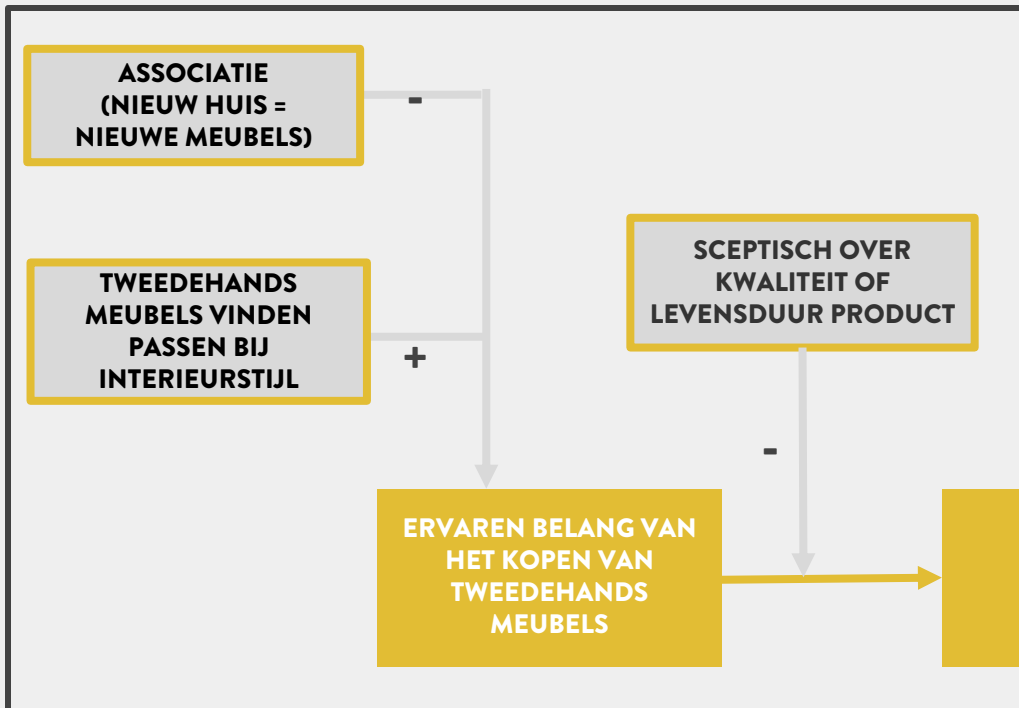 ASSOCIATIE
(NIEUW HUIS =
NIEUWE MEUBELS)
-
TWEEDEHANDS
MEUBELS VINDEN
PASSEN BIJ
INTERIEURSTIJL
+
SCEPTISCH OVER
KWALITEIT OF
LEVENSDUUR PRODUCT
-
ERVAREN BELANG VAN
HET KOPEN VAN
TWEEDEHANDS
MEUBELS